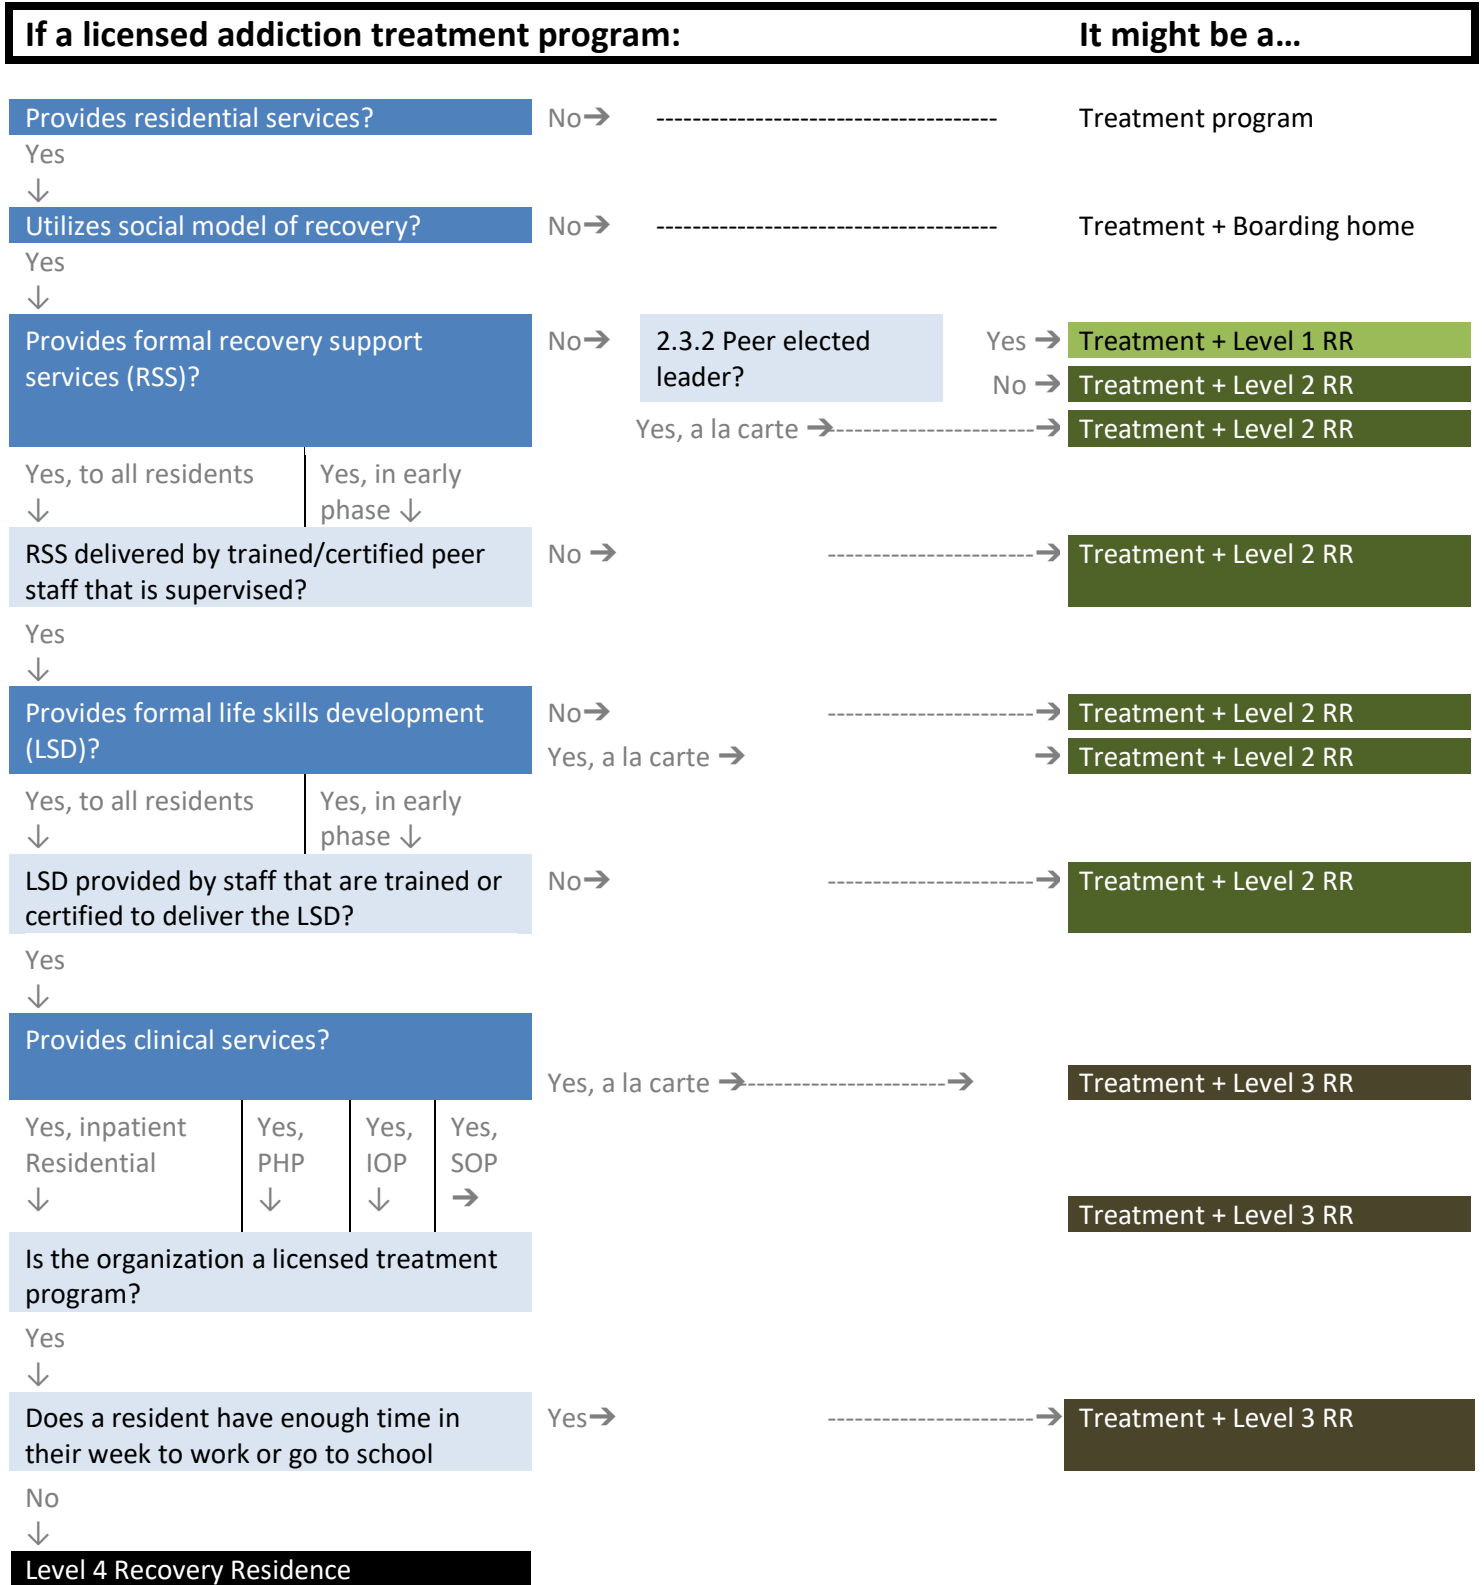 If a licensed addiction treatment program: It might be a…
Provides residential services? No➔ -------------------------------------- Treatment program
Yes
↓
Utilizes social model of recovery? No➔ -------------------------------------- Treatment + Boarding home
Yes
↓
Provides formal recovery support No➔ 2.3.2 Peer elected Yes ➔ Treatment + Level 1 RR
services (RSS)? leader? No ➔ Treatment + Level 2 RR
Yes, a la carte ➔-----------------------➔ Treatment + Level 2 RR
Yes, to all residents Yes, in early
↓ phase ↓
RSS delivered by trained/certified peer No ➔ -----------------------➔ Treatment + Level 2 RR
staff that is supervised?
Yes
↓
Provides formal life skills development No➔ -----------------------➔ Treatment + Level 2 RR
(LSD)? Yes, a la carte ➔ ➔ Treatment + Level 2 RR
Yes, to all residents Yes, in early
↓ phase ↓
LSD provided by staff that are trained or No➔ -----------------------➔ Treatment + Level 2 RR
certified to deliver the LSD?
Yes
↓
Provides clinical services?
Yes, a la carte ➔----------------------➔ Treatment + Level 3 RR
Yes, inpatient Yes, Yes, Yes,
Residential PHP IOP SOP
↓ ↓ ↓ ➔ Treatment + Level 3 RR
Is the organization a licensed treatment
program?
Yes
↓
Does a resident have enough time in Yes➔ -----------------------➔ Treatment + Level 3 RR
their week to work or go to school
No
↓
Level 4 Recovery Residence